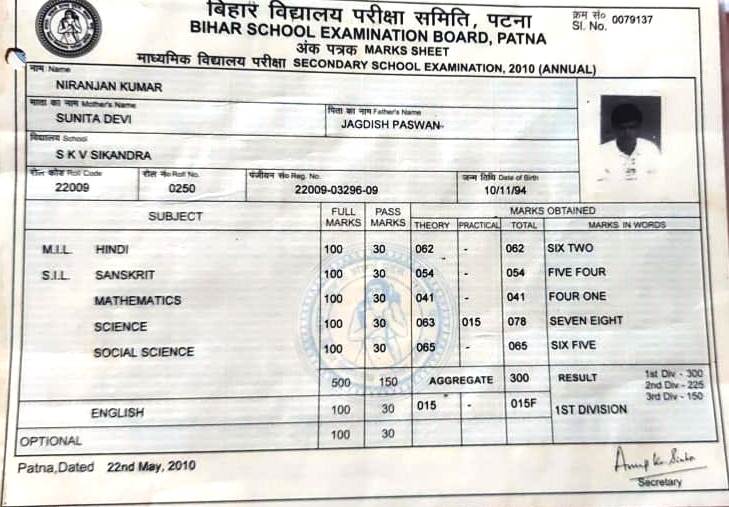 बिहार विद्यालय परीक्षा समिति, पटना
क्रम सं० 0079137
BIHAR SCHOOL EXAMINATION BOARD, PATNA
Sl. No.
अंक पत्रक MARKS SHEET
माध्यमिक विद्यालय परीक्षा SECONDARY SCHOOL EXAMINATION, 2010 (ANNUAL)
नाम Name
NIRANJAN KUMAR
माता का नाम Mother's Name
पिता का नाम Father's Name
SUNITA DEVI
JAGDISH PASWAN
विद्यालय School
S K V SIKANDRA
रोल कोड Roll Code रोल नं० Roll No. पंजीयन सं० Reg. No. जन्म तिथि Date of Birth
22009 0250 22009-03296-09 10/11/94
SUBJECT FULL MARKS PASS MARKS MARKS OBTAINED
THEORY PRACTICAL TOTAL MARKS IN WORDS
M.I.L. HINDI 100 30 062 - 062 SIX TWO
S.I.L. SANSKRIT 100 30 054 - 054 FIVE FOUR
MATHEMATICS 100 30 041 - 041 FOUR ONE
SCIENCE 100 30 063 015 078 SEVEN EIGHT
SOCIAL SCIENCE 100 30 065 - 065 SIX FIVE
500 150 AGGREGATE 300 RESULT 1st Div - 300
2nd Div - 225
3rd Div - 150
ENGLISH 100 30 015 - 015F 1ST DIVISION
OPTIONAL 100 30
Patna,Dated 22nd May, 2010
Secretary